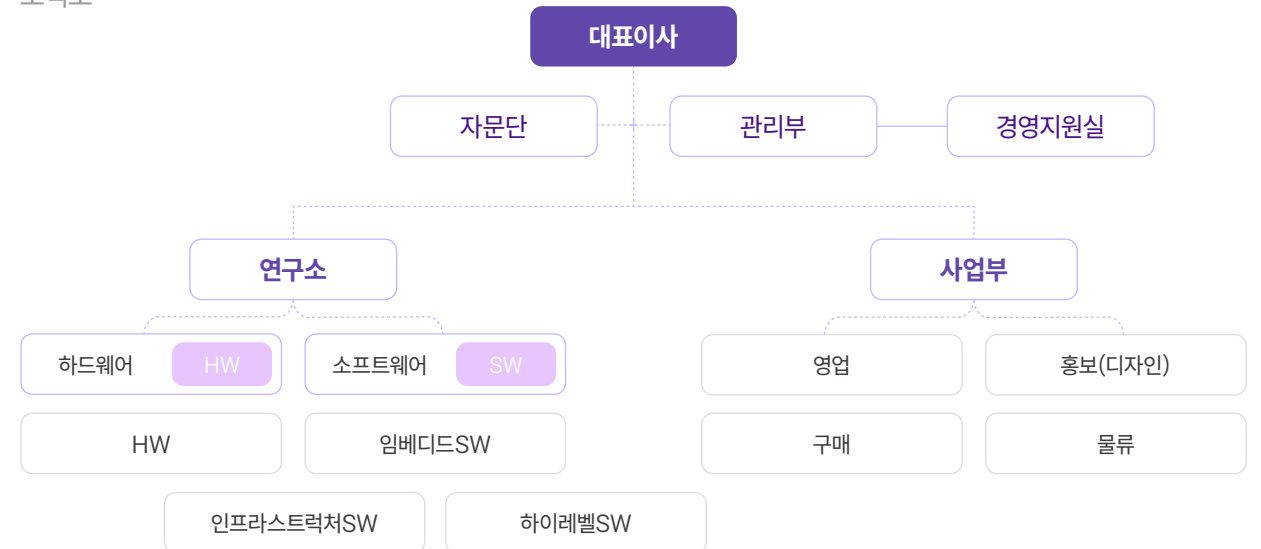 대표이사
자문단
관리부
경영지원실
연구소
사업부
하드웨어 HW
소프트웨어 SW
영업
홍보(디자인)
HW
임베디드SW
구매
물류
인프라스트럭처SW
하이레벨SW